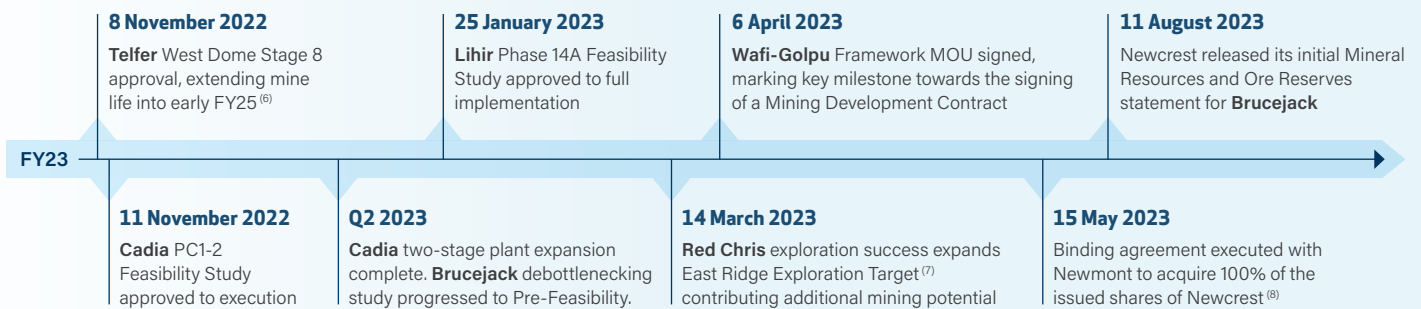 8 November 2022
Telfer West Dome Stage 8
approval, extending mine
life into early FY25 (6)
25 January 2023
Lihir Phase 14A Feasibility
Study approved to full
implementation
6 April 2023
Wafi-Golpu Framework MOU signed,
marking key milestone towards the signing
of a Mining Development Contract
11 August 2023
Newcrest released its initial Mineral
Resources and Ore Reserves
statement for Brucejack
FY23
11 November 2022
Cadia PC1-2
Feasibility Study
approved to execution
Q2 2023
Cadia two-stage plant expansion
complete. Brucejack debottlenecking
study progressed to Pre-Feasibility.
14 March 2023
Red Chris exploration success expands
East Ridge Exploration Target (7)
contributing additional mining potential
15 May 2023
Binding agreement executed with
Newmont to acquire 100% of the
issued shares of Newcrest (8)